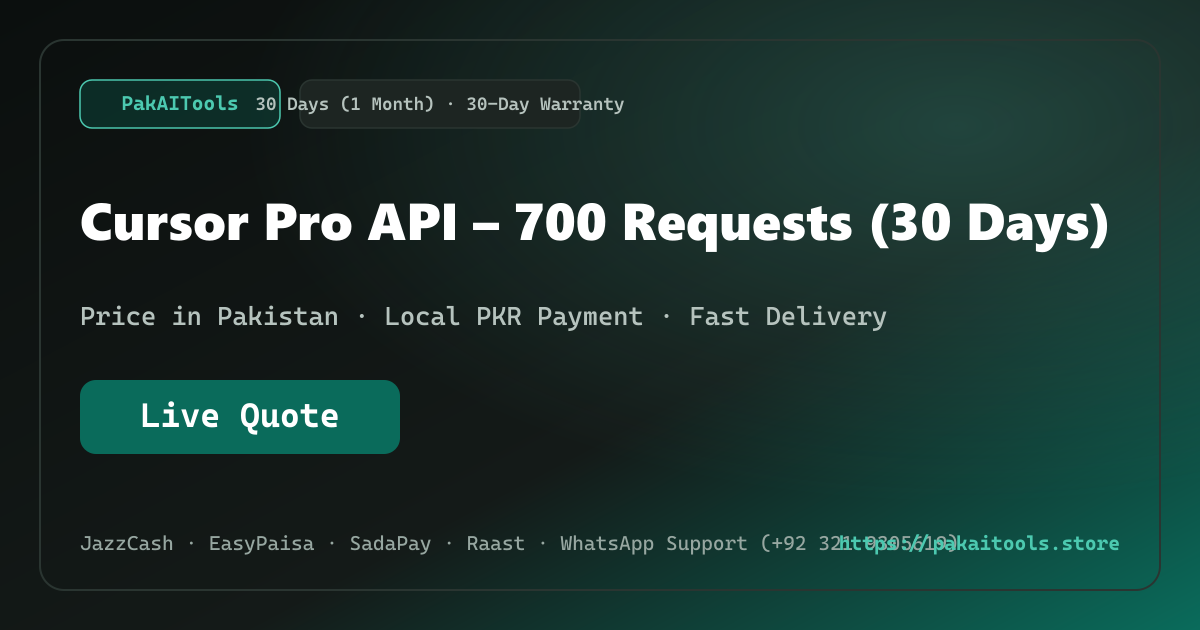 PakAITools 30 Days (1 Month) · 30-Day Warranty
Cursor Pro API – 700 Requests (30 Days)
Price in Pakistan · Local PKR Payment · Fast Delivery
Live Quote
JazzCash · EasyPaisa · SadaPay · Raast · WhatsApp Support (+92 321 https://pakaitools.store